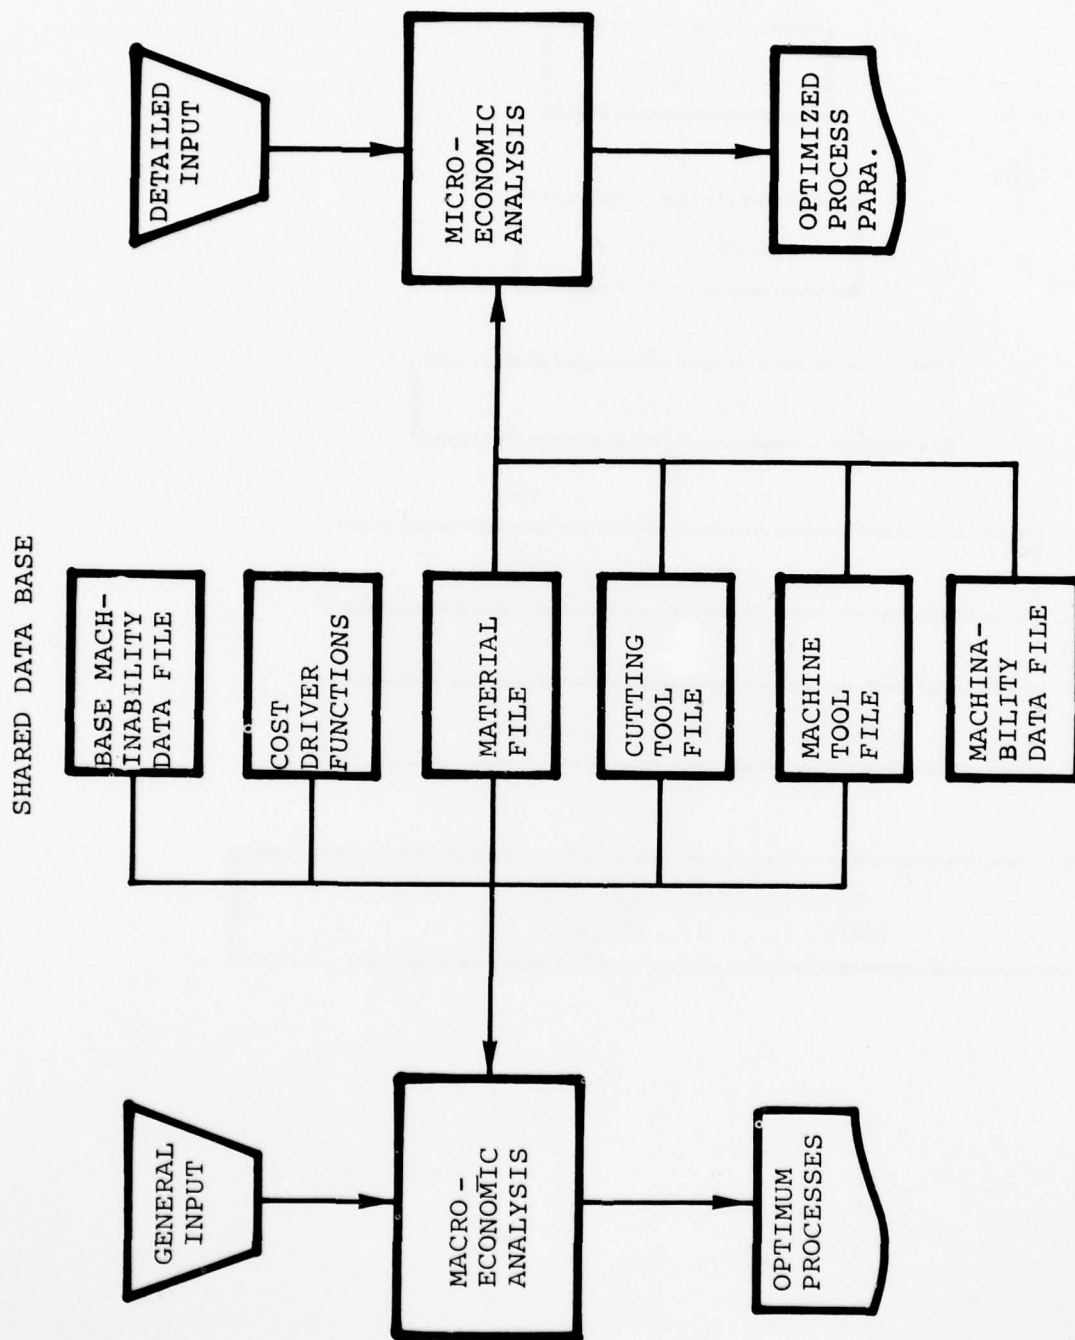 SHARED DATA BASE
GENERAL
INPUT
MACRO-
ECONOMIC
ANALYSIS
OPTIMUM
PROCESSES
BASE MACH-
INABILITY
DATA FILE
COST
DRIVER
FUNCTIONS
MATERIAL
FILE
CUTTING
TOOL
FILE
MACHINE
TOOL
FILE
MACHINA-
BILITY
DATA FILE
DETAILED
INPUT
MICRO-
ECONOMIC
ANALYSIS
OPTIMIZED
PROCESS
PARA.